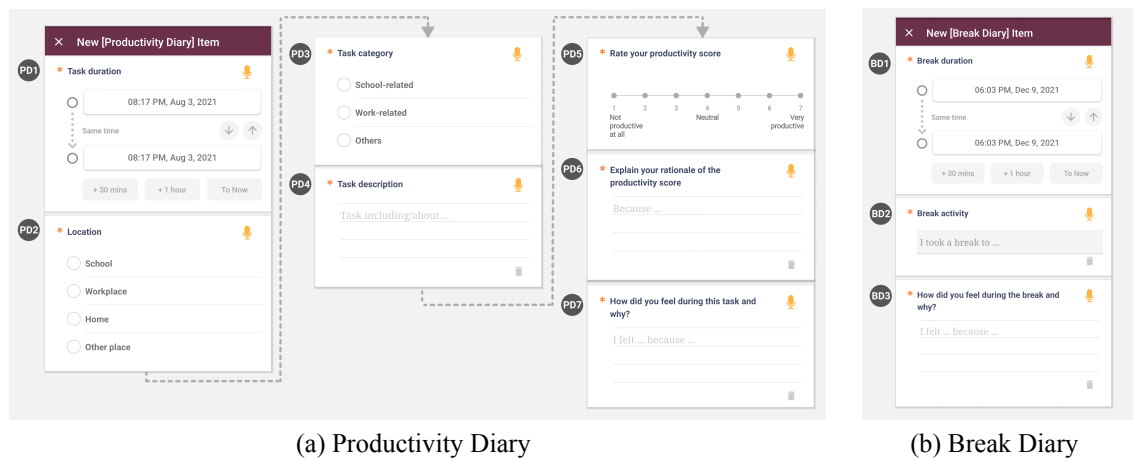 × New [Productivity Diary] Item
PD1
* Task duration
08:17 PM, Aug 3, 2021
Same time
08:17 PM, Aug 3, 2021
+ 30 mins
+ 1 hour
To Now
PD2
* Location
School
Workplace
Home
Other place
PD3
* Task category
School-related
Work-related
Others
PD4
* Task description
Task including/about ...
PD5
* Rate your productivity score
1 2 3 4 5 6 7
Not Neutral Very
productive productive
at all
PD6
* Explain your rationale of the
productivity score
Because ...
PD7
* How did you feel during this task and
why?
I felt ... because ...
(a) Productivity Diary
× New [Break Diary] Item
BD1
* Break duration
06:03 PM, Dec 9, 2021
Same time
06:03 PM, Dec 9, 2021
+ 30 mins
+ 1 hour
To Now
BD2
* Break activity
I took a break to ...
BD3
* How did you feel during the break and
why?
I felt ... because ...
(b) Break Diary